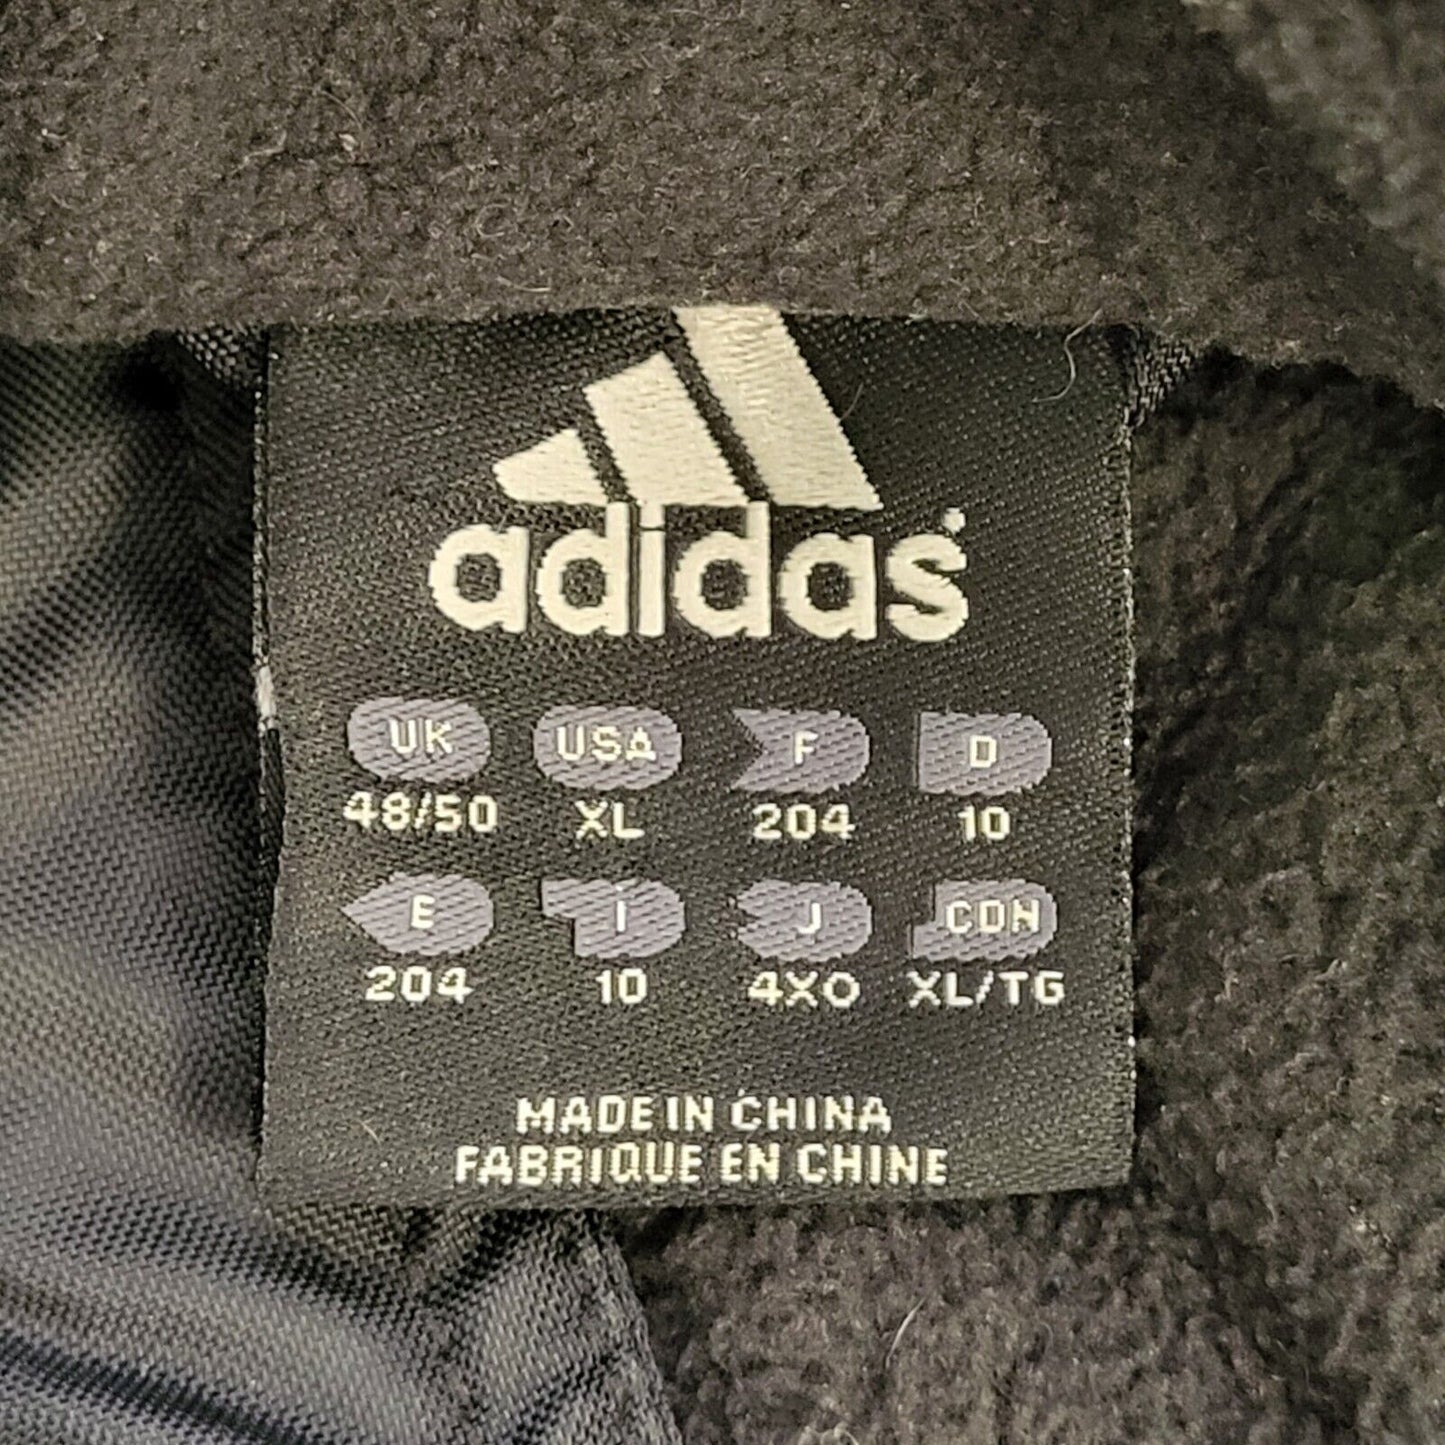 adidas
UK USA F D
48/50 XL 204 10
E I J CDN
204 10 4XO XL/TG
MADE IN CHINA
FABRIQUE EN CHINE